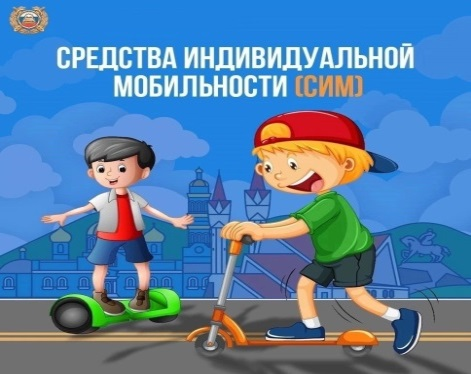 СРЕДСТВА ИНДИВИДУАЛЬНОЙ
МОБИЛЬНОСТИ (СИМ)